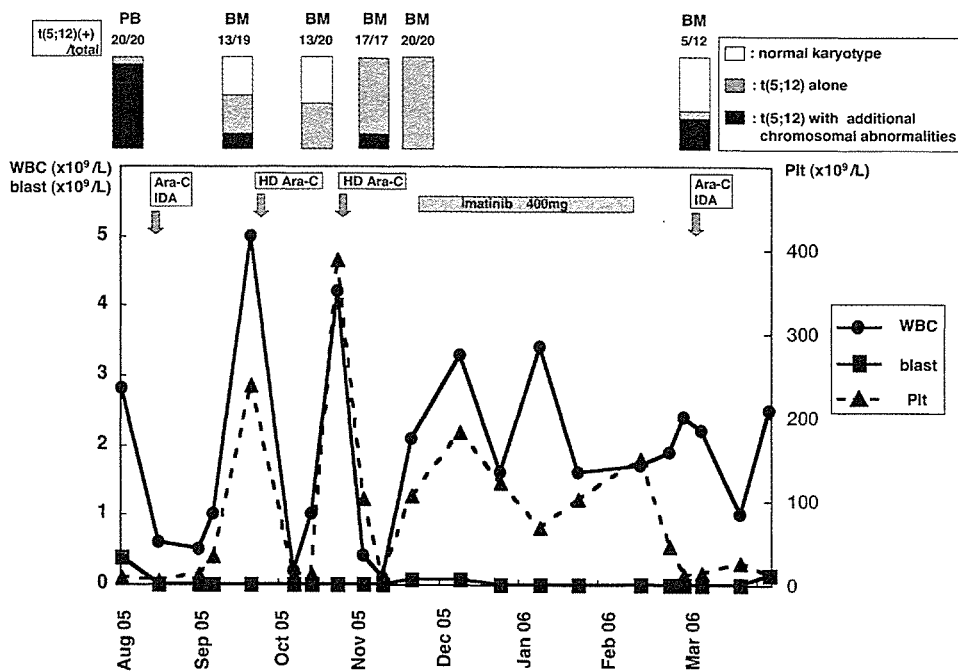 t(5;12)(+)
/total
PB
20/20
BM
13/19
BM
13/20
BM
17/17
BM
20/20
BM
5/12
: normal karyotype
: t(5;12) alone
: t(5;12) with additional
chromosomal abnormalities
WBC (x10⁹/L)
blast (x10⁹/L)
Plt (x10⁹/L)
Ara-C
IDA
HD Ara-C
HD Ara-C
Imatinib 400mg
Ara-C
IDA
5
4
3
2
1
0
400
300
200
100
0
WBC
blast
Plt
Aug 05
Sep 05
Oct 05
Nov 05
Dec 05
Jan 06
Feb 06
Mar 06